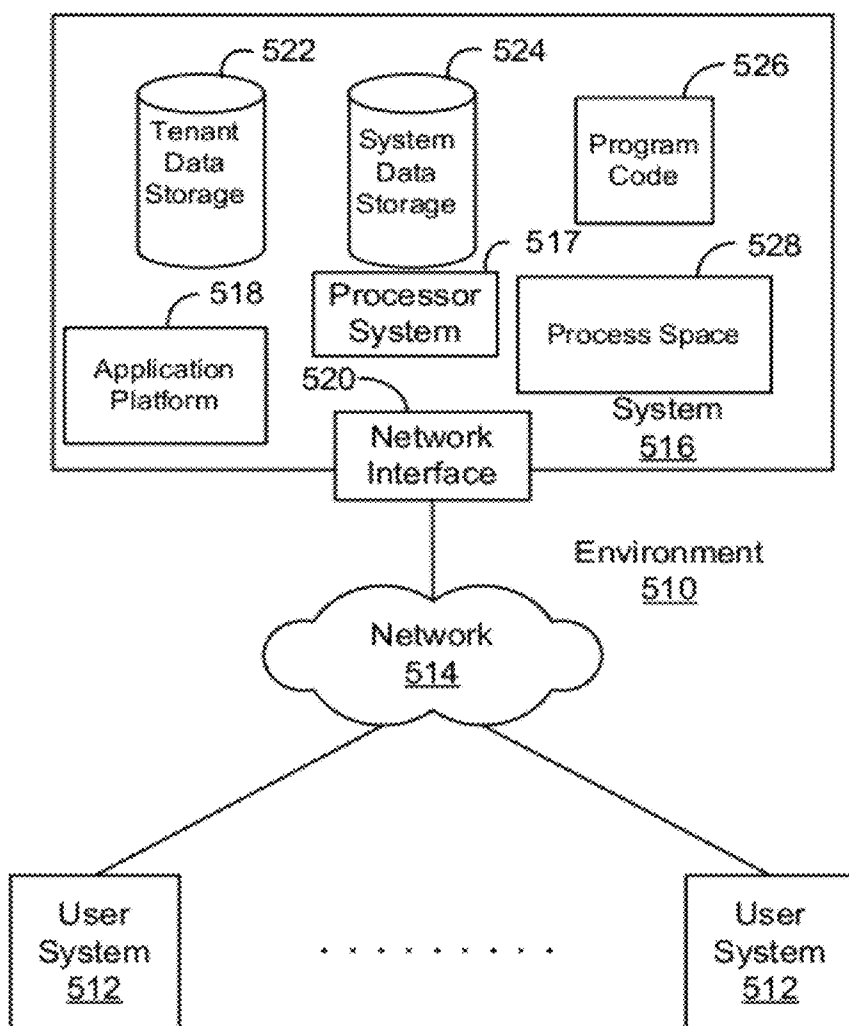 522
524
526
Tenant
Data
Storage
System
Data
Storage
Program
Code
517
528
518
Processor
System
Process Space
Application
Platform
520
System
516
Network
Interface
Environment
510
Network
514
User
System
512
User
System
512